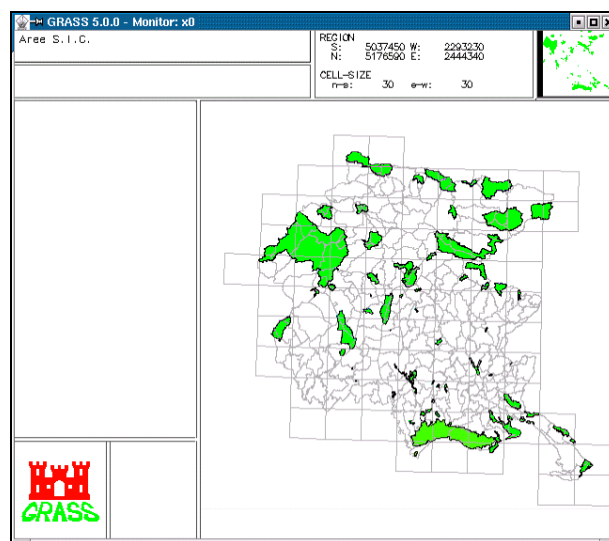 GRASS 5.0.0 - Monitor: x0
Aree S.I.C.
REGION
S: 5037450 W: 2293230
N: 5176590 E: 2444340
CELL-SIZE
n-s: 30 e-w: 30
GRASS